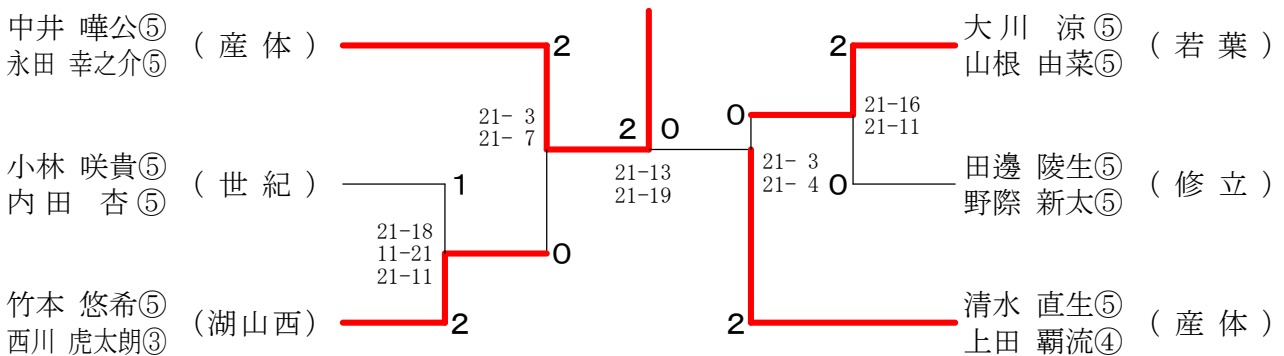 中井 嘩公⑤
永田 幸之介⑤
( 産 体 )
2
21- 3
21- 7
小林 咲貴⑤
内 田 杏 ⑤
( 世 紀 )
1
21-18
11-21
21-11
0
竹本 悠希⑤
西川 虎太朗③
(湖山西)
2
2 0
21-13
21-19
大 川 涼 ⑤
山根 由菜⑤
( 若 葉 )
2
21-16
21-11
0
21- 3
21- 4
田邊 陵生⑤
野際 新太⑤
( 修 立 )
0
清水 直生⑤
上田 覇流④
( 産 体 )
2